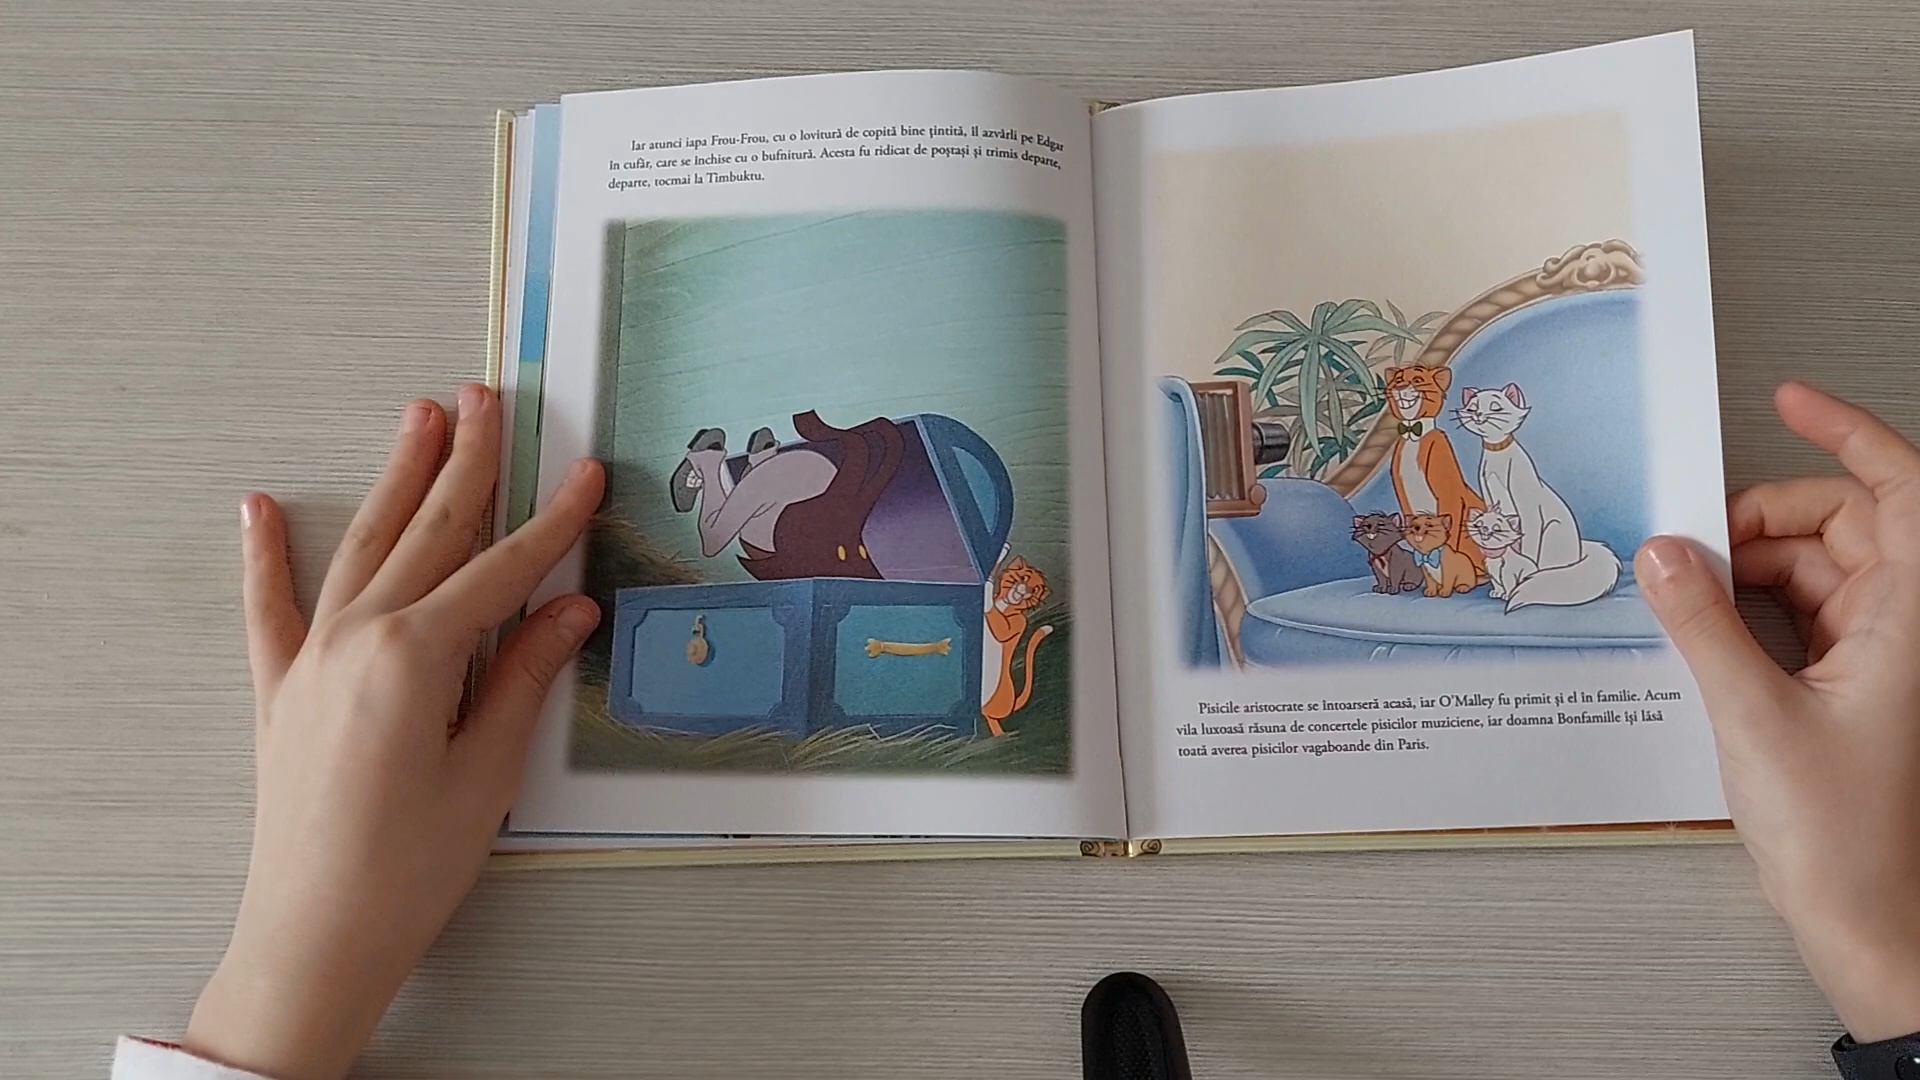 Iar atunci iapa Frou-Frou, cu o lovitură de copită bine țintită, îl azvârli pe Edgar
în cufăr, care se închise cu o bufnitură. Acesta fu ridicat de poștași și trimis departe,
departe, tocmai la Timbuktu.
Pisicile aristocrate se întoarseră acasă, iar O'Malley fu primit și el în familie. Acum
vila luxoasă răsuna de concertele pisicilor muziciene, iar doamna Bonfamille își lăsă
toată averea pisicilor vagaboande din Paris.